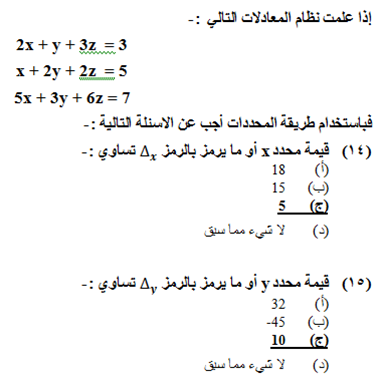 إذا علمت نظام المعادلات التالي :-
2x + y + 3z = 3
x + 2y + 2z = 5
5x + 3y + 6z = 7
فباستخدام طريقة المحددات أجب عن الاسئلة التالية :-
(١٤) قيمة محدد x أو ما يرمز بالرمز Δx تساوي :-
(أ) 18
(ب) 15
(ج) 5
(د) لا شيء مما سبق
(١٥) قيمة محدد y أو ما يرمز بالرمز Δy تساوي :-
(أ) 32
(ب) 45-
(ج) 10
(د) لا شيء مما سبق